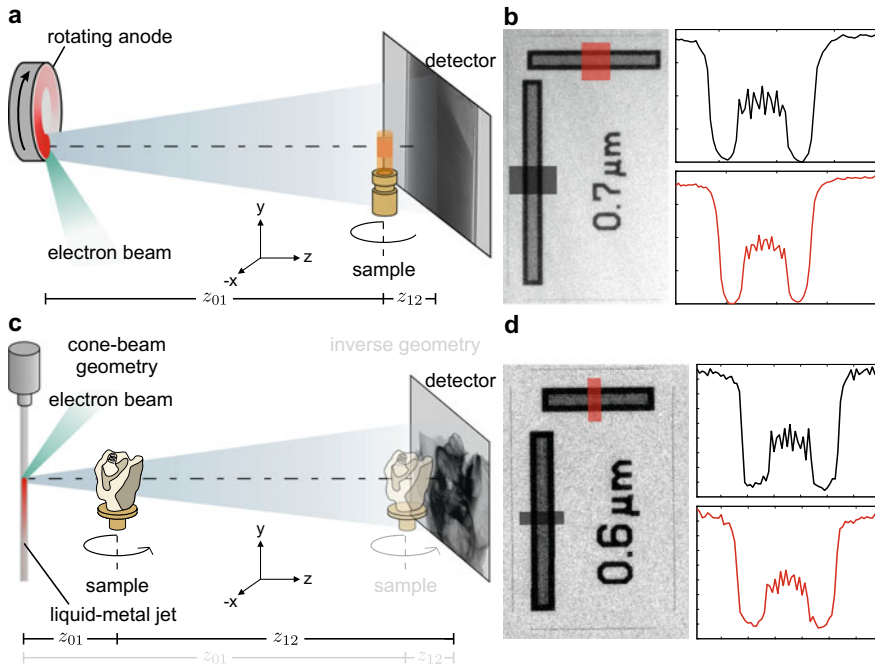 a
rotating anode
detector
electron beam
y
z
-x
sample
z01
z12
b
0.7 μm
c
cone-beam
geometry
inverse geometry
electron beam
detector
y
z
-x
sample
sample
liquid-metal jet
z01
z12
z01
z12
d
0.6 μm